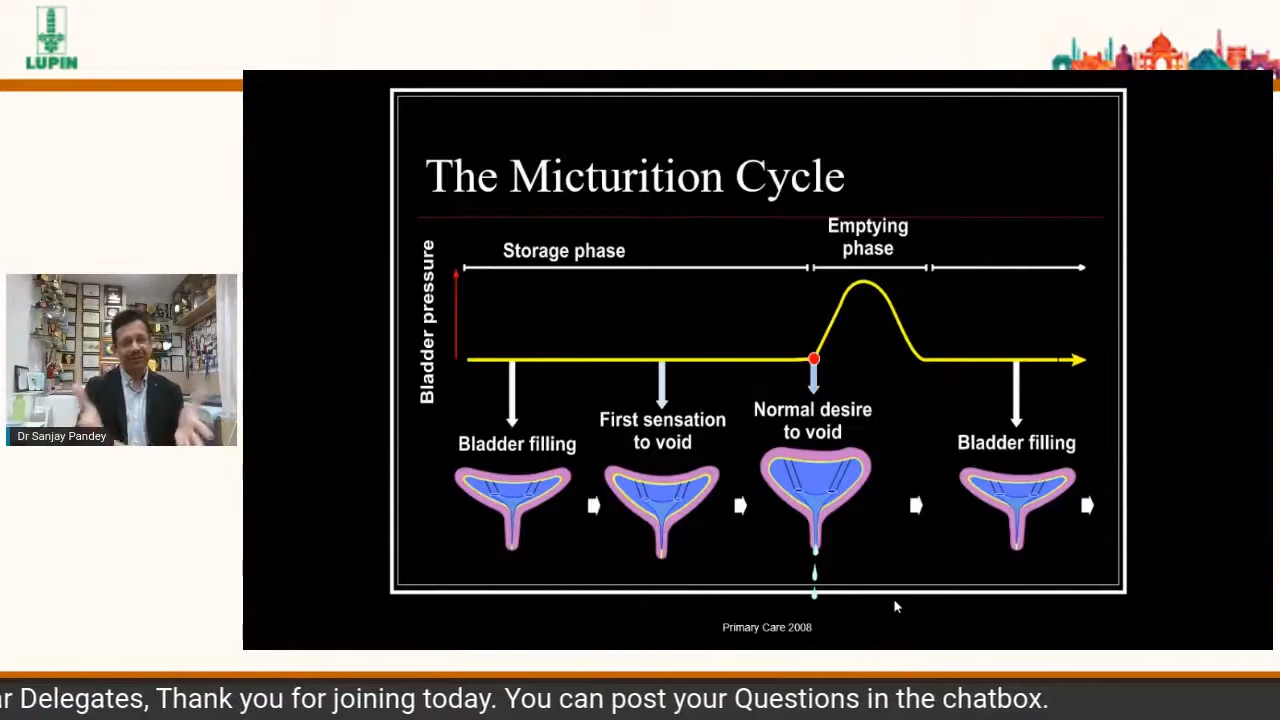 LUPIN
The Micturition Cycle
Emptying
phase
Storage phase
Bladder pressure
Normal desire
to void
First sensation
to void
Bladder filling
Bladder filling
Dr Sanjay Pandey
Primary Care 2008
ar Delegates, Thank you for joining today. You can post your Questions in the chatbox.